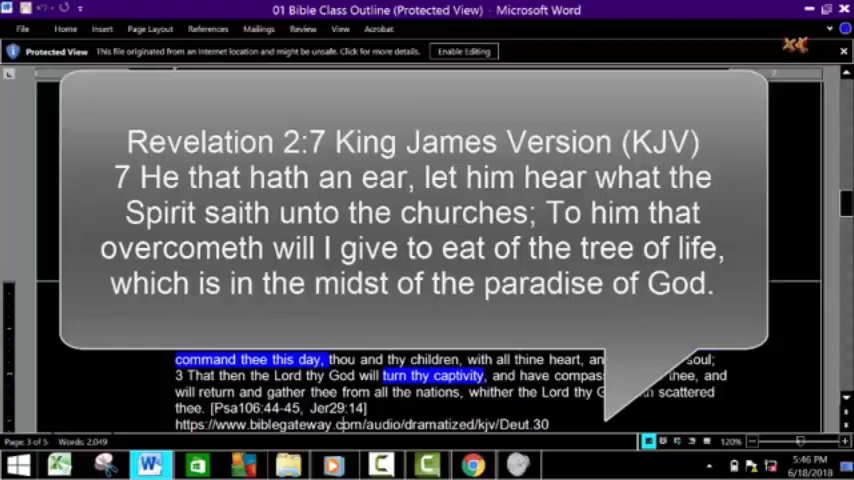 01 Bible Class Outline (Protected View) - Microsoft Word
File Home Insert Page Layout References Mailings Review View Acrobat
Protected View This file originated from an Internet location and might be unsafe. Click for more details. Enable Editing
Revelation 2:7 King James Version (KJV)
7 He that hath an ear, let him hear what the
Spirit saith unto the churches; To him that
overcometh will I give to eat of the tree of life,
which is in the midst of the paradise of God.
command thee this day, thou and thy children, with all thine heart, an soul;
3 That then the Lord thy God will turn thy captivity, and have compas thee, and
will return and gather thee from all the nations, whither the Lord thy G scattered
thee. [Psa106:44-45, Jer29:14]
https://www.biblegateway.com/audio/dramatized/kjv/Deut.30
Page: 3 of 5 Words: 2,049 120%
5:46 PM
6/18/2018